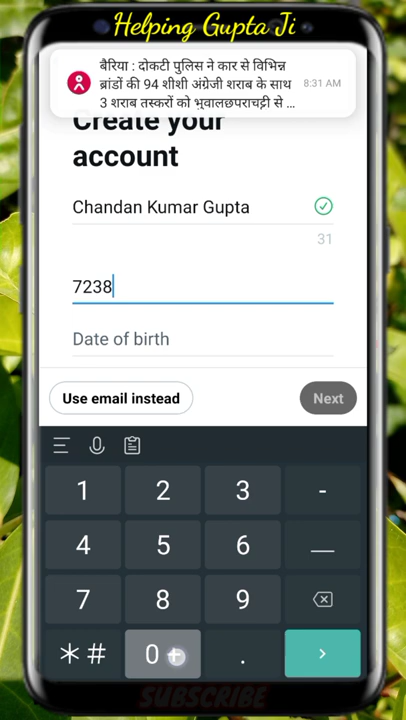 Helping Gupta Ji
बैरिया : दोकटी पुलिस ने कार से विभिन्न
ब्रांडों की 94 शीशी अंग्रेजी शराब के साथ
3 शराब तस्करों को भुवालछपराचट्टी से ...
8:31 AM
Create your
account
Chandan Kumar Gupta
31
7238
Date of birth
Use email instead
Next
1 2 3 -
4 5 6 _
7 8 9
*# 0 + .
SUBSCRIBE